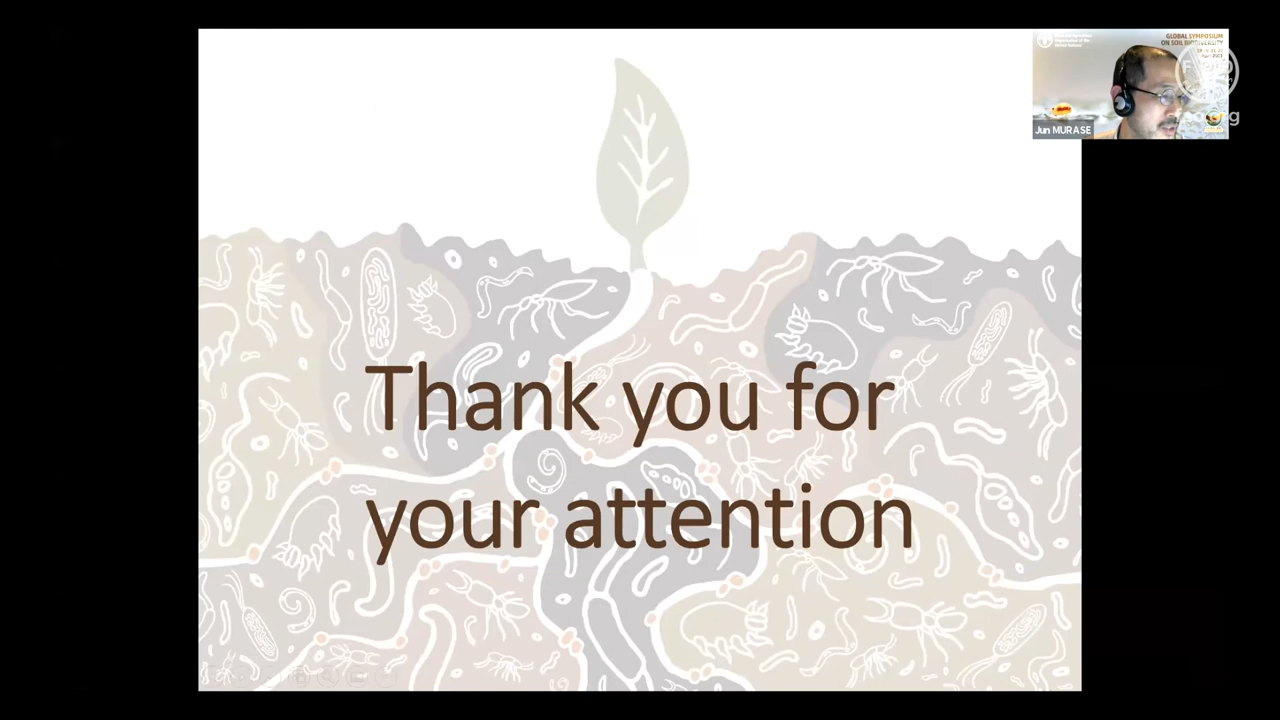 Thank you for
your attention
GLOBAL SYMPOSIUM
ON SOIL BIODIVERSITY
Jun MURASE